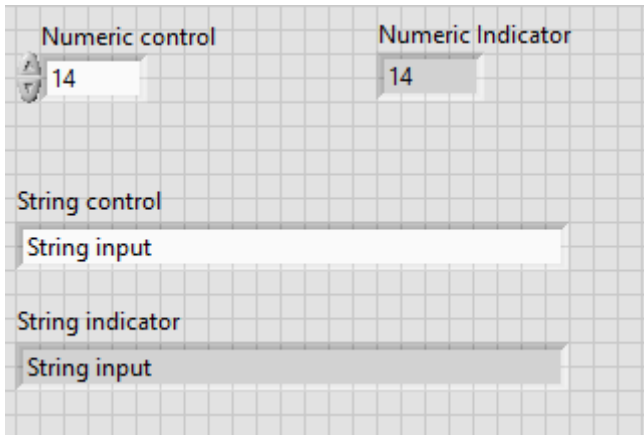 Numeric control
Numeric Indicator
14
14
String control
String input
String indicator
String input